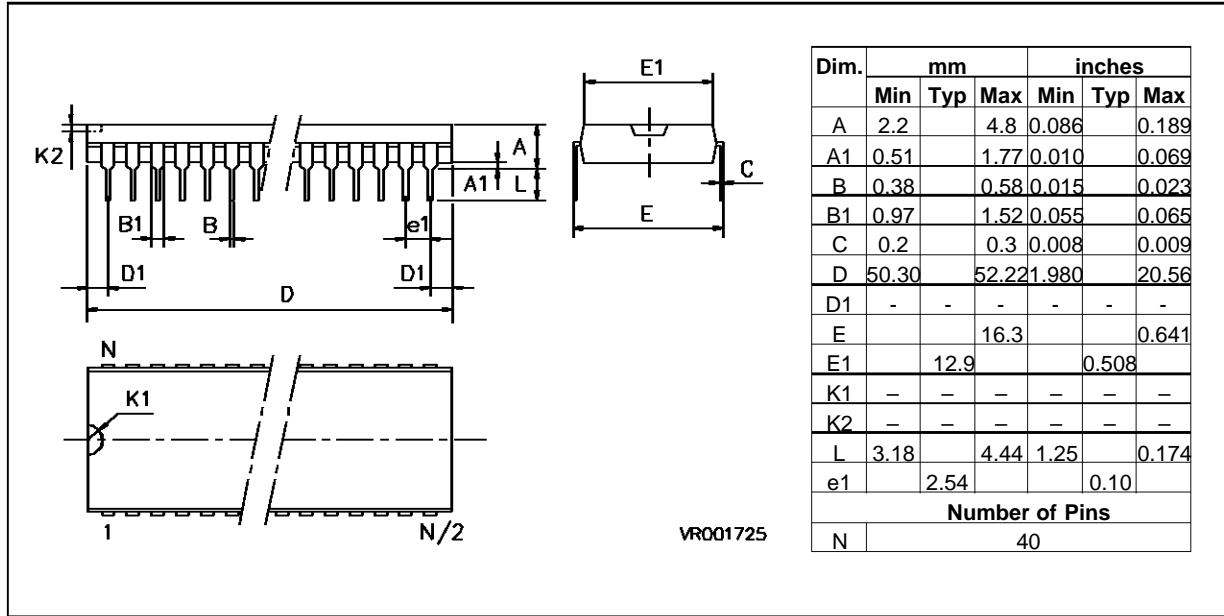 E1
K2
A
A1
L
C
B1
B
e1
E
D1
D1
D
N
K1
1
N/2
VR001725
Dim. mm inches
Min Typ Max Min Typ Max
A 2.2 4.8 0.086 0.189
A1 0.51 1.77 0.010 0.069
B 0.38 0.58 0.015 0.023
B1 0.97 1.52 0.055 0.065
C 0.2 0.3 0.008 0.009
D 50.30 52.22 1.980 20.56
D1 - - - - - -
E 16.3 0.641
E1 12.9 0.508
K1 – – – – – –
K2 – – – – – –
L 3.18 4.44 1.25 0.174
e1 2.54 0.10
Number of Pins
N 40